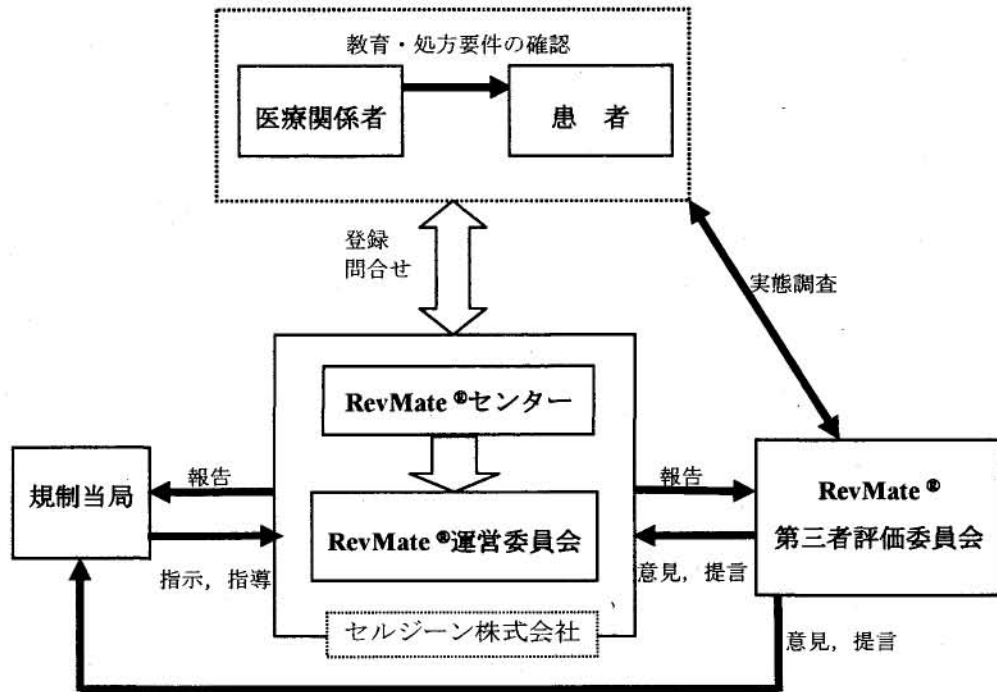 教育・処方要件の確認
医療関係者
患 者
登録
問合せ
実態調査
RevMate®センター
規制当局
報告
報告
RevMate®
第三者評価委員会
RevMate®運営委員会
指示，指導
意見，提言
セルジーン株式会社
意見，提言